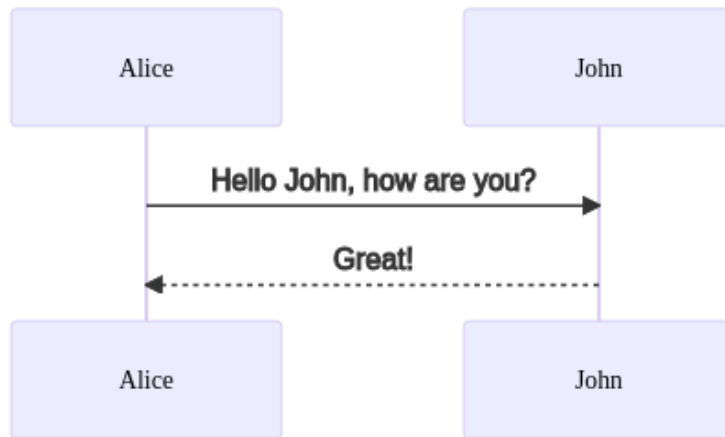 Alice
John
Hello John, how are you?
Great!
Alice
John